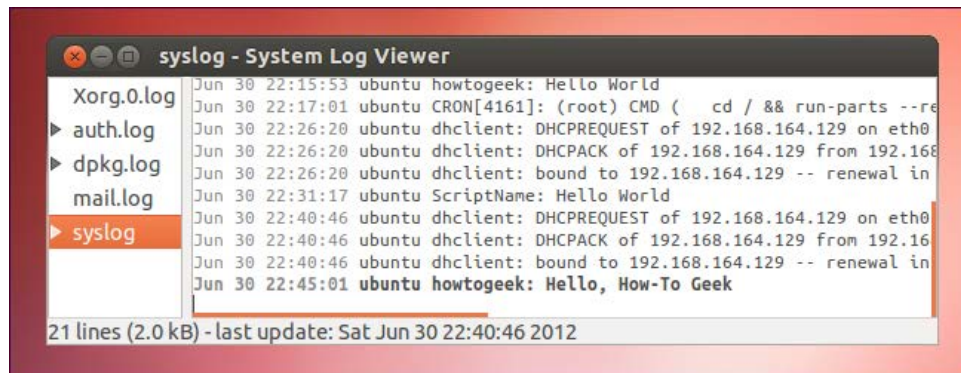 syslog - System Log Viewer
Xorg.0.log
auth.log
dpkg.log
mail.log
syslog
Jun 30 22:15:53 ubuntu howtogeek: Hello World
Jun 30 22:17:01 ubuntu CRON[4161]: (root) CMD ( cd / && run-parts --re
Jun 30 22:26:20 ubuntu dhclient: DHCPREQUEST of 192.168.164.129 on eth0
Jun 30 22:26:20 ubuntu dhclient: DHCPACK of 192.168.164.129 from 192.168
Jun 30 22:26:20 ubuntu dhclient: bound to 192.168.164.129 -- renewal in
Jun 30 22:31:17 ubuntu ScriptName: Hello World
Jun 30 22:40:46 ubuntu dhclient: DHCPREQUEST of 192.168.164.129 on eth0
Jun 30 22:40:46 ubuntu dhclient: DHCPACK of 192.168.164.129 from 192.16
Jun 30 22:40:46 ubuntu dhclient: bound to 192.168.164.129 -- renewal in
Jun 30 22:45:01 ubuntu howtogeek: Hello, How-To Geek
21 lines (2.0 kB) - last update: Sat Jun 30 22:40:46 2012